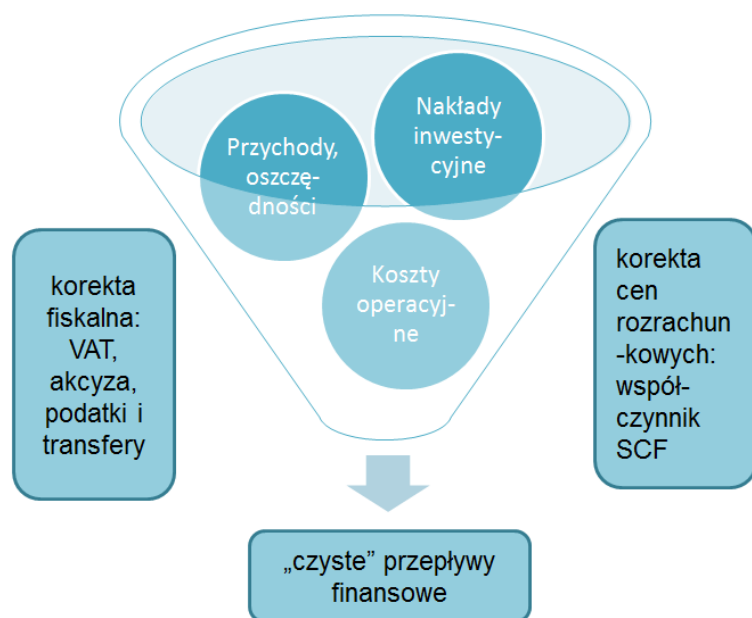 Nakłady
inwesty-
cyjne
Przychody,
oszczę-
dności
Koszty
operacyj-
ne
korekta
fiskalna:
VAT,
akcyza,
podatki i
transfery
korekta
cen
rozrachun
-kowych:
współ-
czynnik
SCF
„czyste” przepływy
finansowe